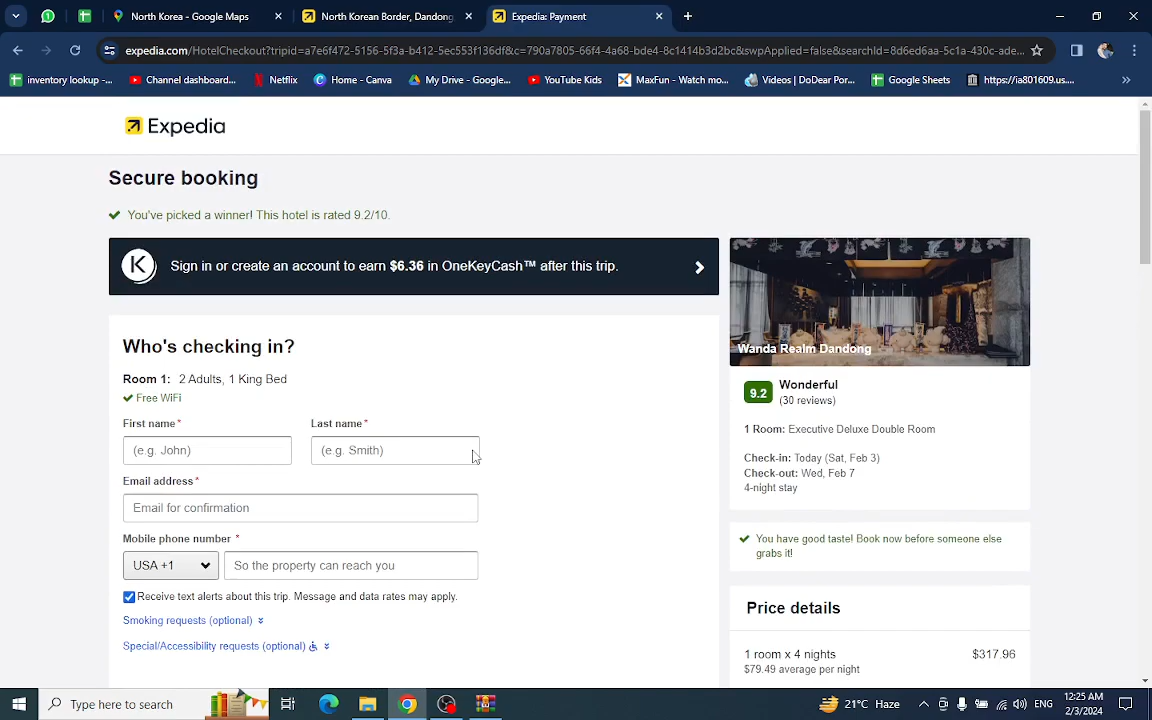 North Korea - Google Maps
North Korean Border, Dandong
Expedia: Payment
expedia.com/HotelCheckout?tripid=a7e6f472-5156-5f3a-b412-5ec553f136df&c=790a7805-66f4-4a68-bde4-8c1414b3d2bc&swpApplied=false&searchId=8d6ed6aa-5c1a-430c-ade...
inventory lookup -...
Channel dashboard...
Netflix
Home - Canva
My Drive - Google...
YouTube Kids
MaxFun - Watch mo...
Videos | DoDear Por...
Google Sheets
https://ia801609.us....
Expedia
Secure booking
You've picked a winner! This hotel is rated 9.2/10.
K
Sign in or create an account to earn $6.36 in OneKeyCash™ after this trip.
Wanda Realm Dandong
Who's checking in?
Room 1: 2 Adults, 1 King Bed
Free WiFi
First name*
Last name*
(e.g. John)
(e.g. Smith)
Email address*
Email for confirmation
Mobile phone number *
USA +1
So the property can reach you
Receive text alerts about this trip. Message and data rates may apply.
Smoking requests (optional)
Special/Accessibility requests (optional)
9.2
Wonderful
(30 reviews)
1 Room: Executive Deluxe Double Room
Check-in: Today (Sat, Feb 3)
Check-out: Wed, Feb 7
4-night stay
You have good taste! Book now before someone else
grabs it!
Price details
1 room x 4 nights
$317.96
$79.49 average per night
Type here to search
21°C Haze
ENG
12:25 AM
2/3/2024